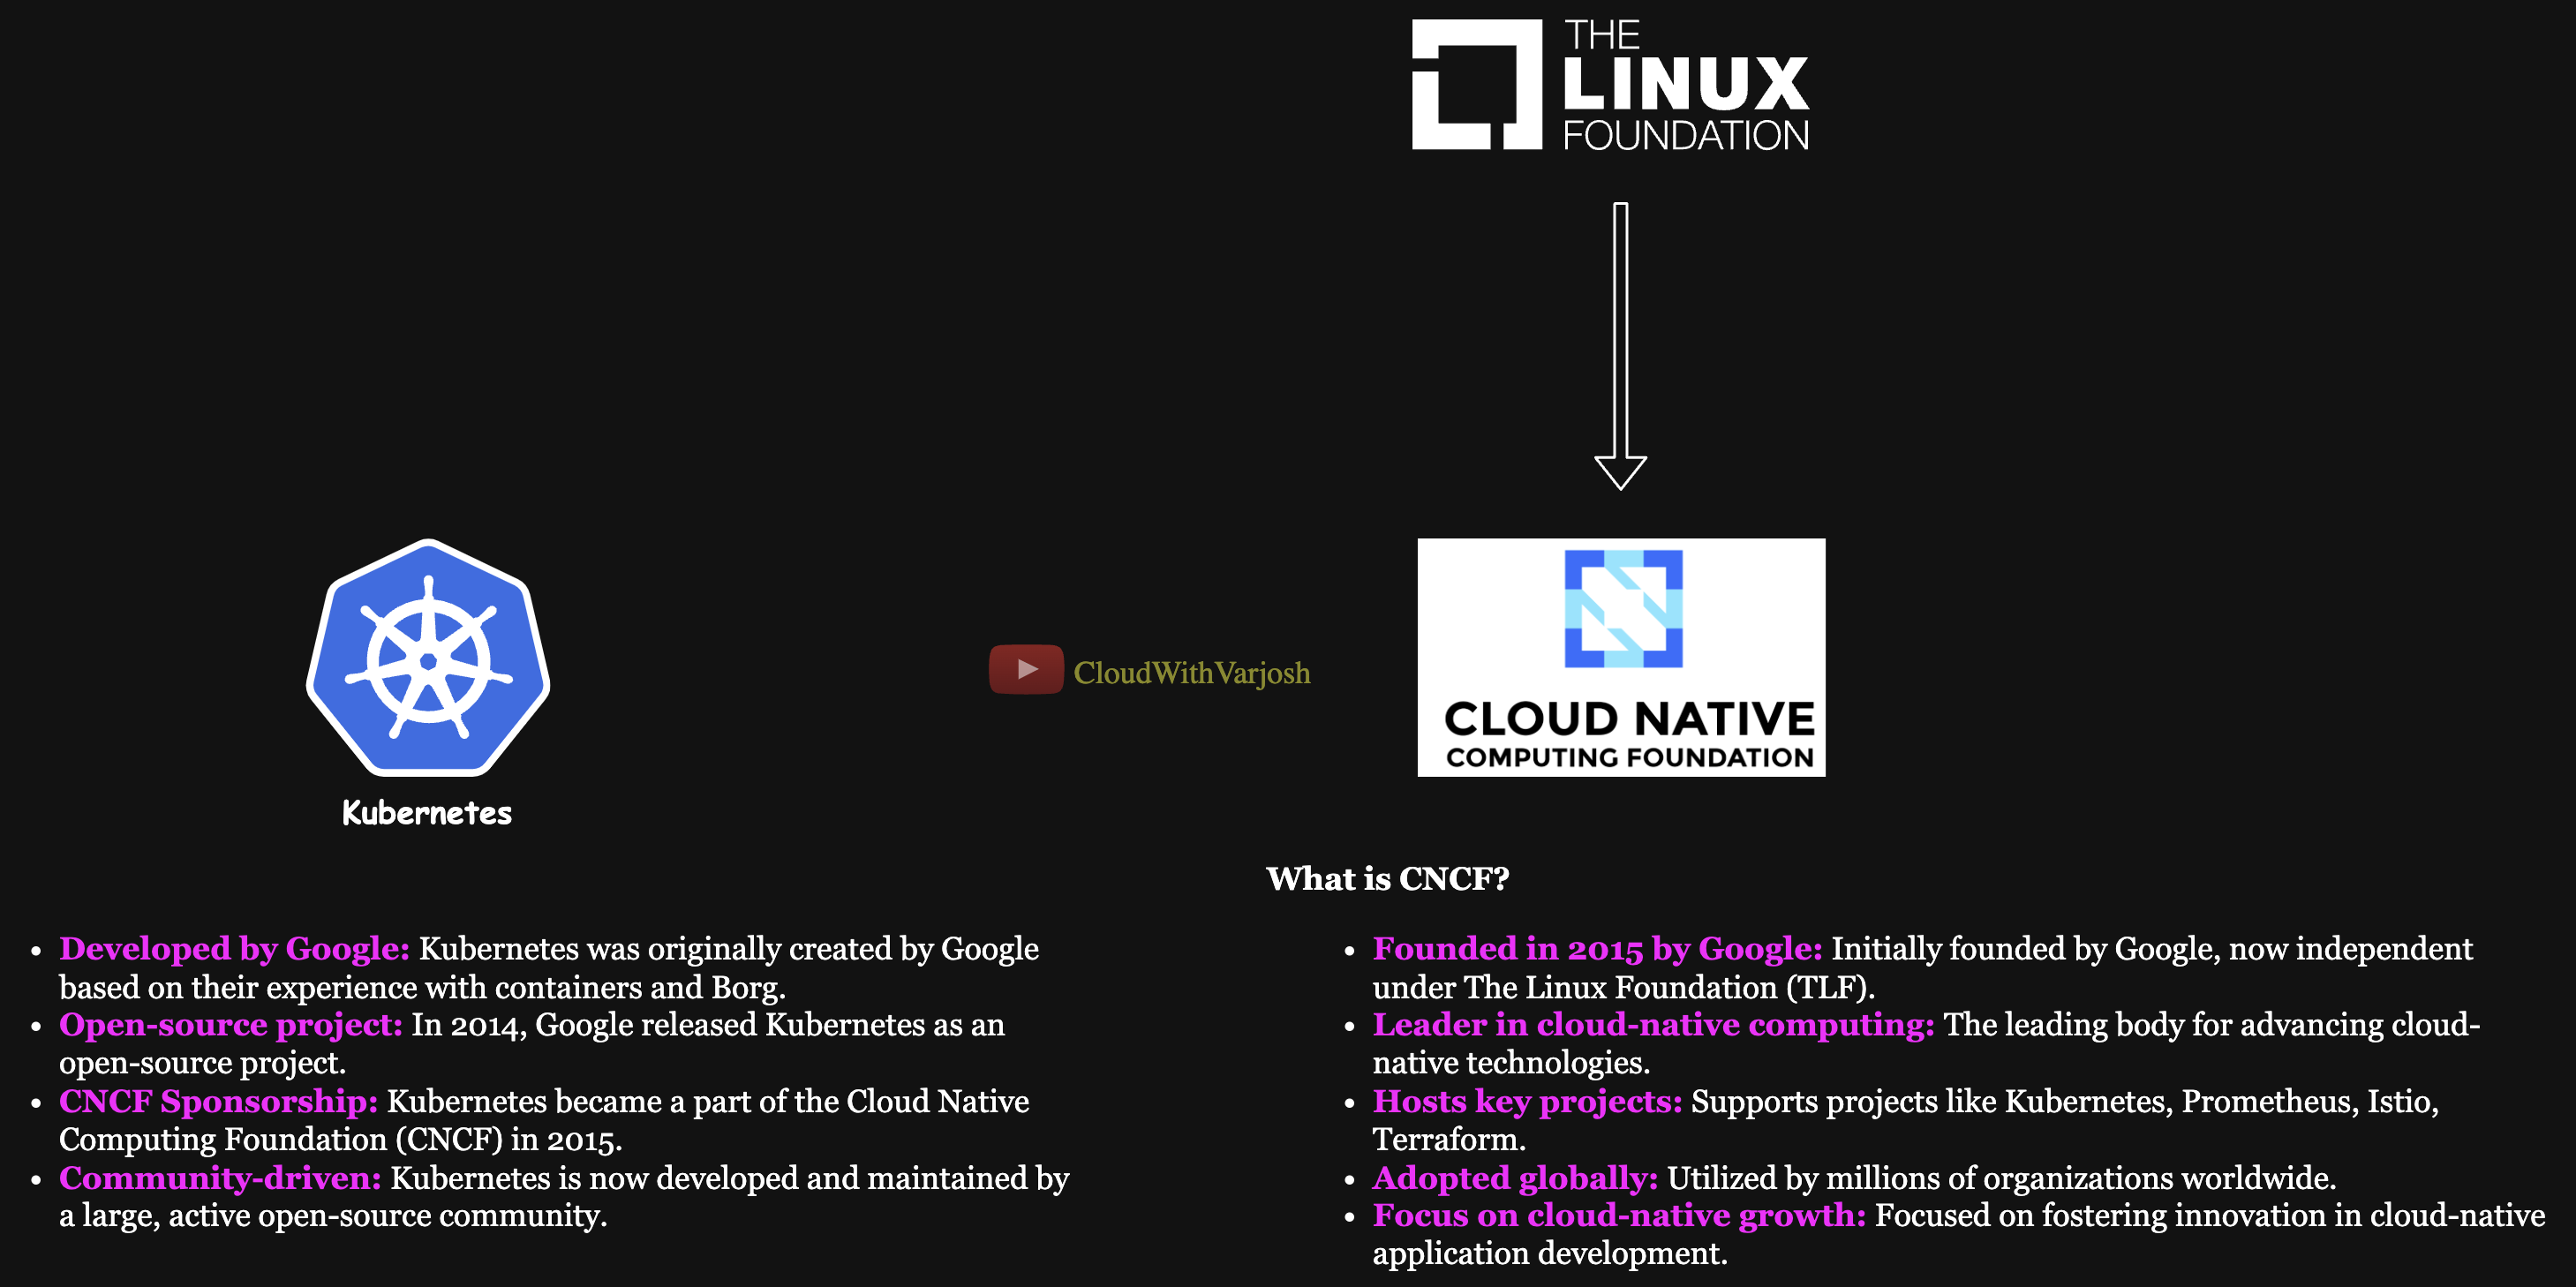 THE
LINUX
FOUNDATION
Kubernetes
CloudWithVarjosh
CLOUD NATIVE
COMPUTING FOUNDATION
• Developed by Google: Kubernetes was originally created by Google
based on their experience with containers and Borg.
• Open-source project: In 2014, Google released Kubernetes as an
open-source project.
• CNCF Sponsorship: Kubernetes became a part of the Cloud Native
Computing Foundation (CNCF) in 2015.
• Community-driven: Kubernetes is now developed and maintained by
a large, active open-source community.
What is CNCF?
• Founded in 2015 by Google: Initially founded by Google, now independent
under The Linux Foundation (TLF).
• Leader in cloud-native computing: The leading body for advancing cloud-
native technologies.
• Hosts key projects: Supports projects like Kubernetes, Prometheus, Istio,
Terraform.
• Adopted globally: Utilized by millions of organizations worldwide.
• Focus on cloud-native growth: Focused on fostering innovation in cloud-native
application development.